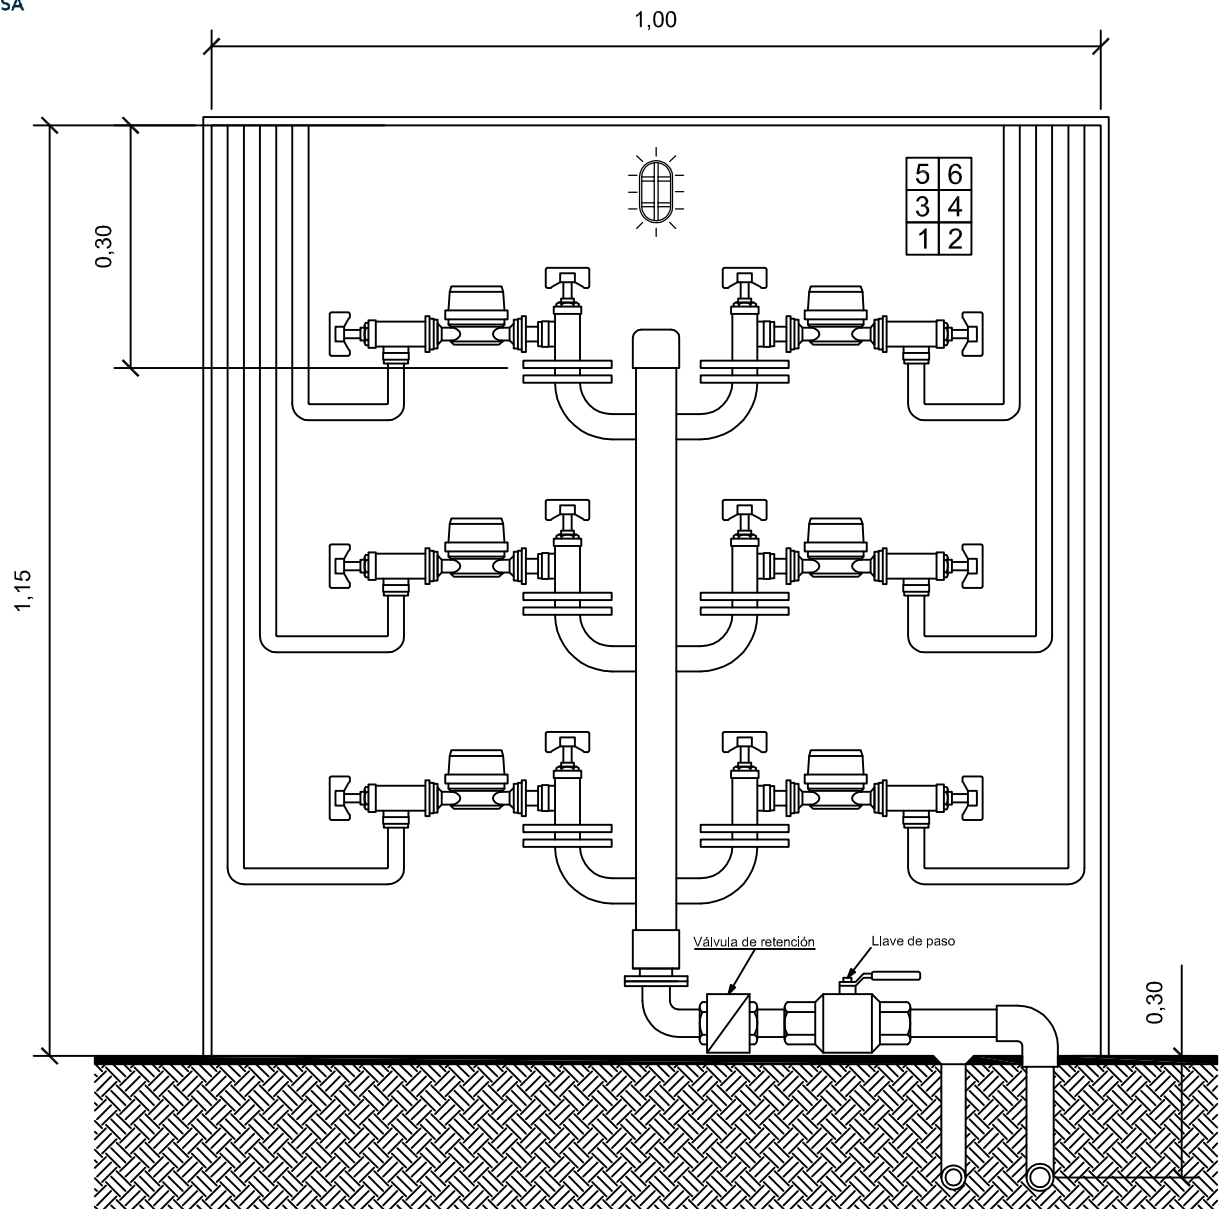 SA
1,00
0,30
5 6
3 4
1 2
1,15
Válvula de retención
Llave de paso
0,30